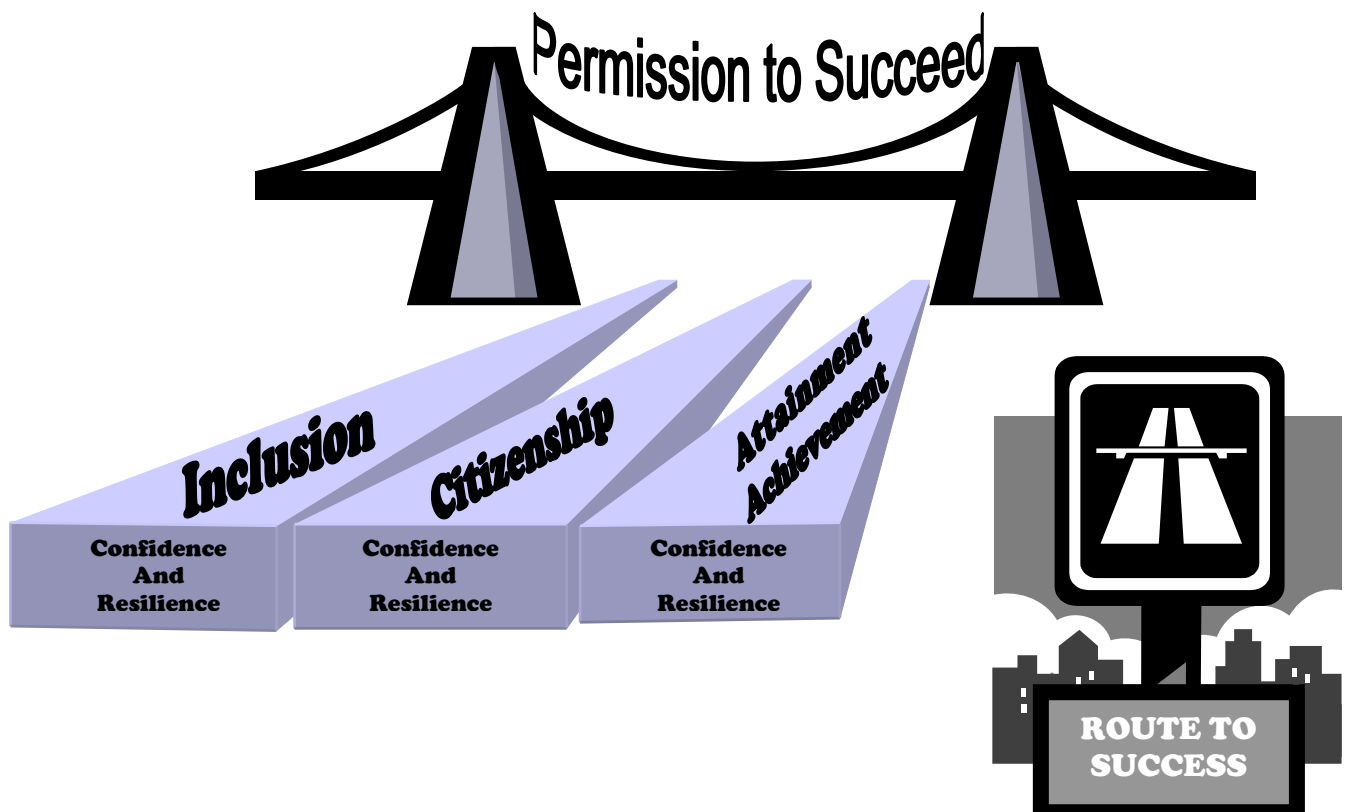 Permission to Succeed
Inclusion
Citizenship
Attainment
Achievement
Confidence
And
Resilience
Confidence
And
Resilience
Confidence
And
Resilience
ROUTE TO
SUCCESS